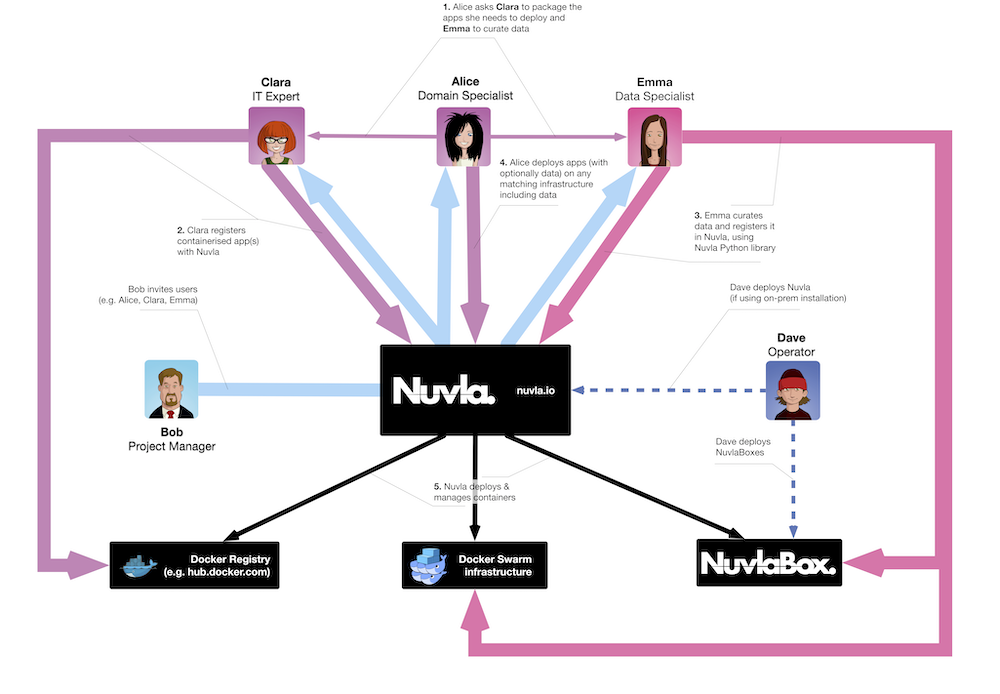 1. Alice asks Clara to package the
apps she needs to deploy and
Emma to curate data
Clara
IT Expert
Alice
Domain Specialist
Emma
Data Specialist
4. Alice deploys apps (with
optionally data) on any
matching infrastructure
including data
2. Clara registers
containerised app(s)
with Nuvla
3. Emma curates
data and registers it
in Nuvla, using
Nuvla Python library
Bob invites users
(e.g. Alice, Clara, Emma)
Dave deploys Nuvla
(if using on-prem installation)
Dave
Operator
Nuvla.
nuvla.io
Bob
Project Manager
Dave deploys
NuvlaBoxes
5. Nuvla deploys &
manages containers
Docker Registry
(e.g. hub.docker.com)
Docker Swarm
infrastructure
NuvlaBox.